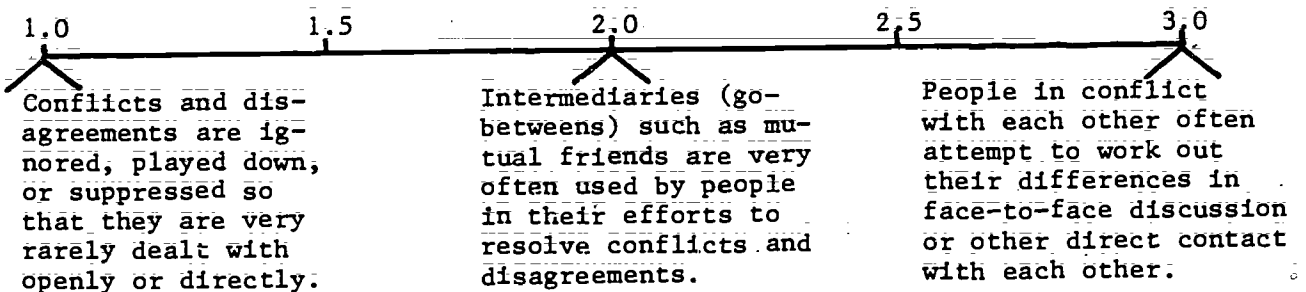 1.0 1.5 2.0 2.5 3.0
Conflicts and dis-
agreements are ig-
nored, played down,
or suppressed so
that they are very
rarely dealt with
openly or directly.
Intermediaries (go-
betweens) such as mu-
tual friends are very
often used by people
in their efforts to
resolve conflicts and
disagreements.
People in conflict
with each other often
attempt to work out
their differences in
face-to-face discussion
or other direct contact
with each other.